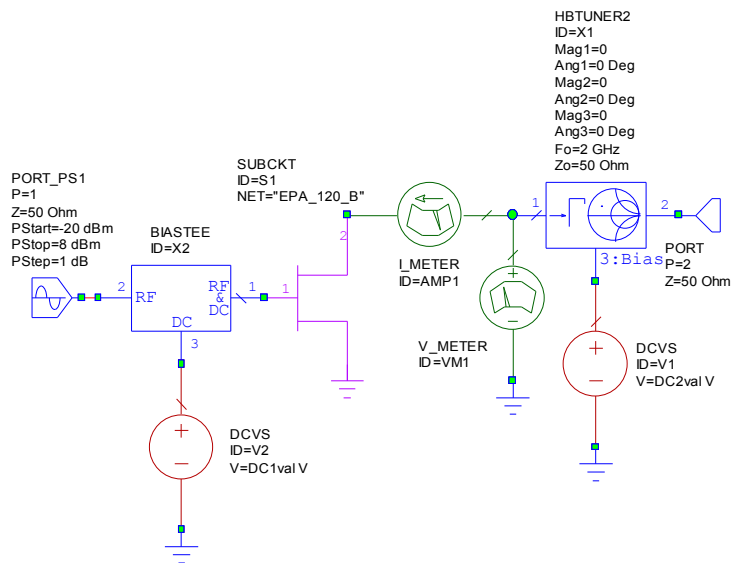 HBTUNER2
ID=X1
Mag1=0
Ang1=0 Deg
Mag2=0
Ang2=0 Deg
Mag3=0
Ang3=0 Deg
Fo=2 GHz
Zo=50 Ohm
PORT_PS1
P=1
Z=50 Ohm
PStart=-20 dBm
PStop=8 dBm
PStep=1 dB
BIASTEE
ID=X2
SUBCKT
ID=S1
NET="EPA_120_B"
2
RF
RF
&
DC
1
DC
3
1
2
I_METER
ID=AMP1
1
2
3:Bias
PORT
P=2
Z=50 Ohm
V_METER
ID=VM1
DCVS
ID=V1
V=DC2val V
DCVS
ID=V2
V=DC1val V